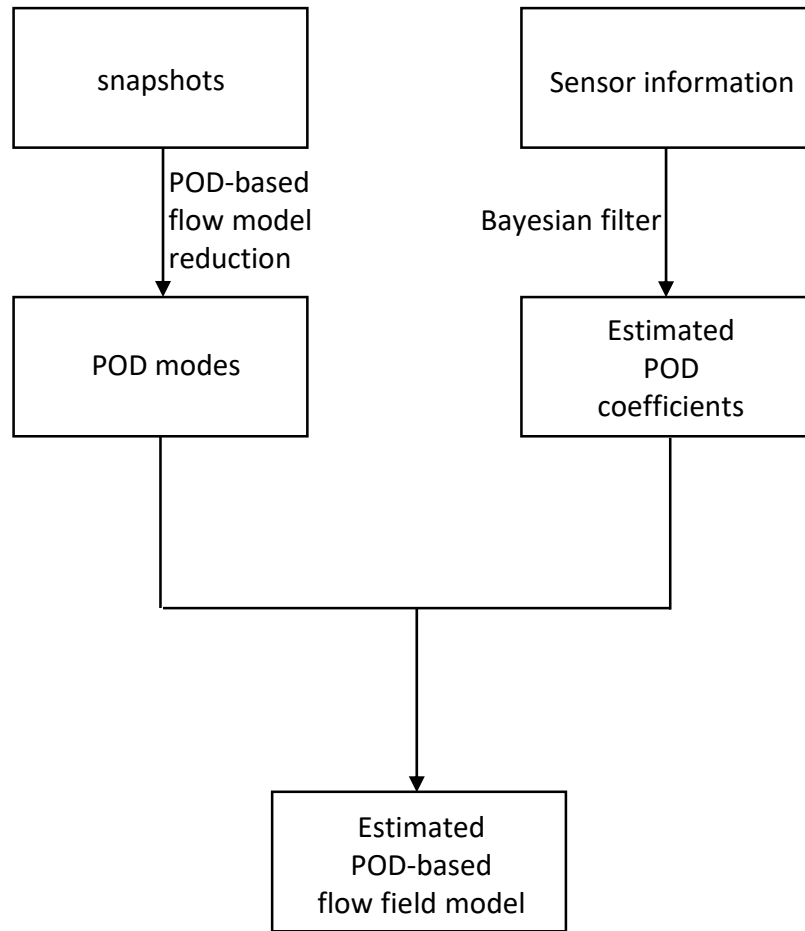 snapshots
Sensor information
POD-based
flow model
reduction
Bayesian filter
POD modes
Estimated
POD
coefficients
Estimated
POD-based
flow field model